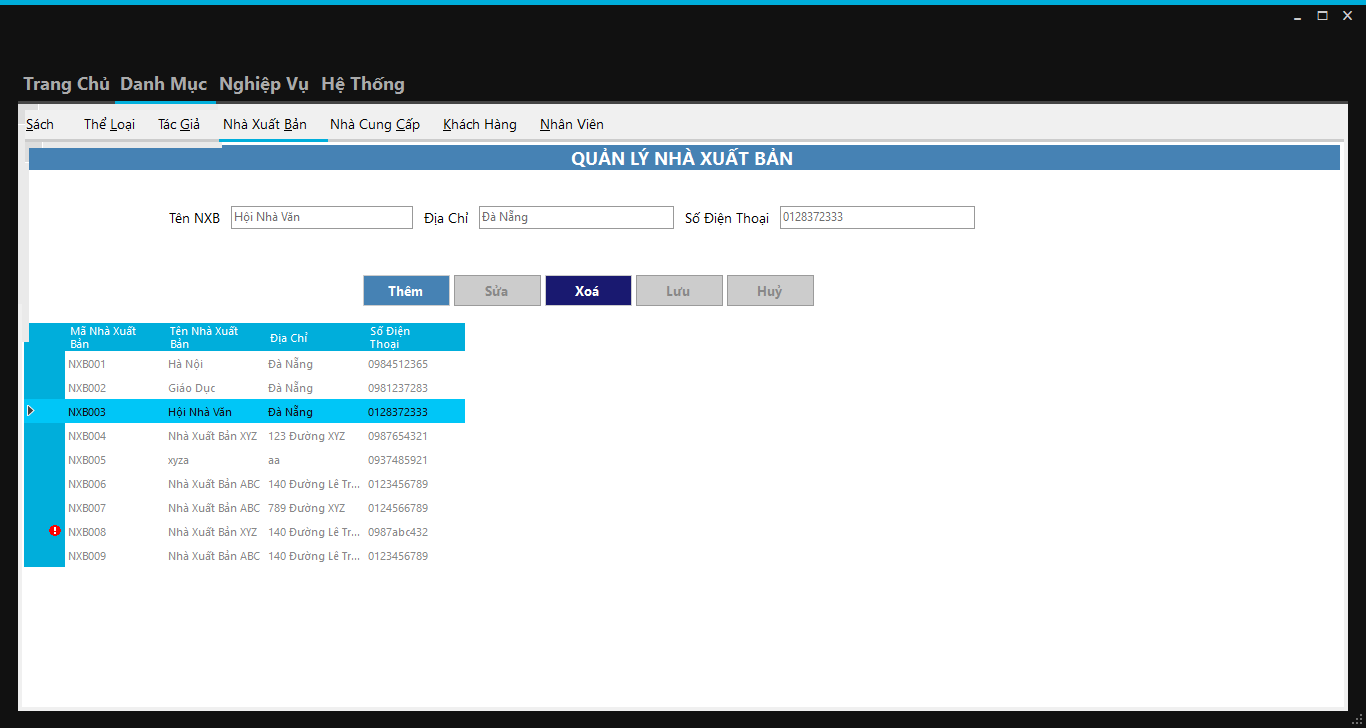 Trang Chủ Danh Mục Nghiệp Vụ Hệ Thống
Sách Thể Loại Tác Giả Nhà Xuất Bản Nhà Cung Cấp Khách Hàng Nhân Viên
QUẢN LÝ NHÀ XUẤT BẢN
Tên NXB Hội Nhà Văn Địa Chỉ Đà Nẵng Số Điện Thoại 0128372333
Thêm Sửa Xoá Lưu Huỷ
Mã Nhà Xuất Bản Tên Nhà Xuất Bản Địa Chỉ Số Điện Thoại
NXB001 Hà Nội Đà Nẵng 0984512365
NXB002 Giáo Dục Đà Nẵng 0981237283
NXB003 Hội Nhà Văn Đà Nẵng 0128372333
NXB004 Nhà Xuất Bản XYZ 123 Đường XYZ 0987654321
NXB005 xyza aa 0937485921
NXB006 Nhà Xuất Bản ABC 140 Đường Lê Tr... 0123456789
NXB007 Nhà Xuất Bản ABC 789 Đường XYZ 0124566789
NXB008 Nhà Xuất Bản XYZ 140 Đường Lê Tr... 0987abc432
NXB009 Nhà Xuất Bản ABC 140 Đường Lê Tr... 0123456789